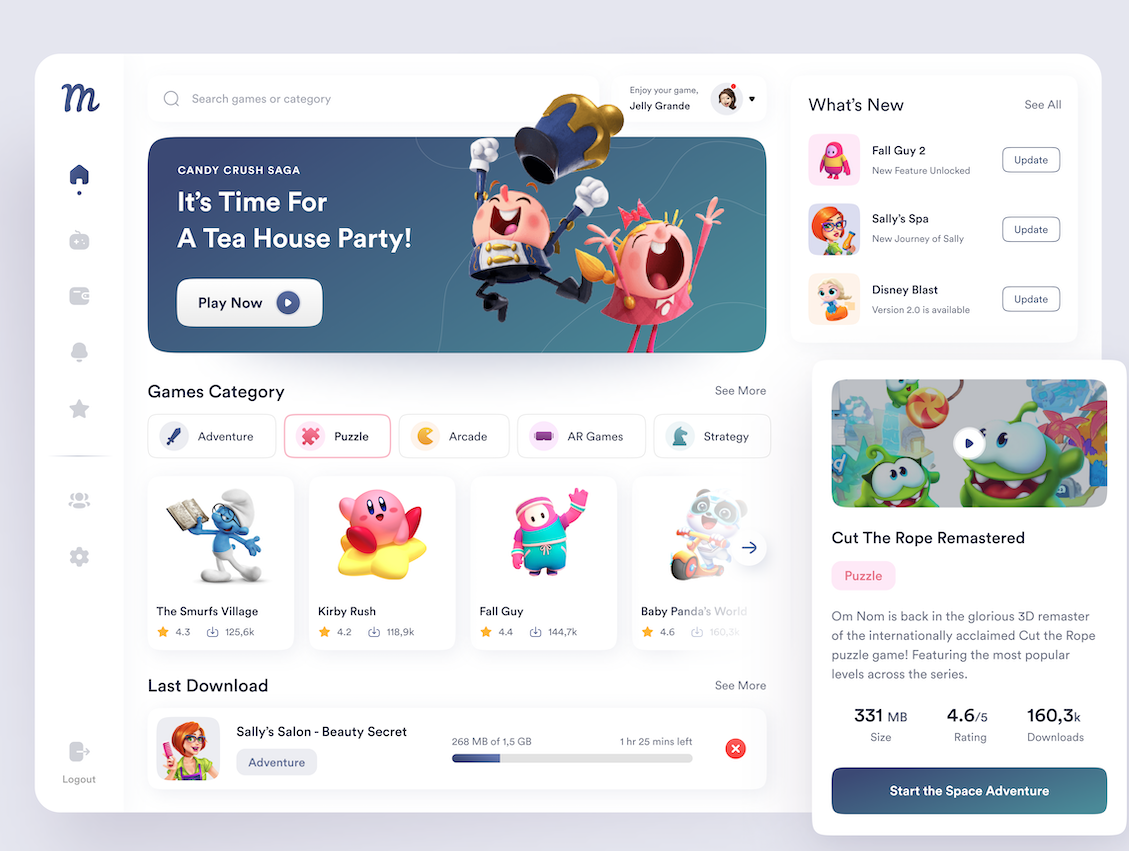 m
Search games or category
Enjoy your game,
Jelly Grande
CANDY CRUSH SAGA
It's Time For
A Tea House Party!
Play Now
What's New
See All
Fall Guy 2
New Feature Unlocked
Update
Sally's Spa
New Journey of Sally
Update
Disney Blast
Version 2.0 is available
Update
Games Category
See More
Adventure
Puzzle
Arcade
AR Games
Strategy
The Smurfs Village
4.3
125,6k
Kirby Rush
4.2
118,9k
Fall Guy
4.4
144,7k
Baby Panda's World
4.6
160,3k
Last Download
See More
Sally's Salon - Beauty Secret
Adventure
268 MB of 1,5 GB
1 hr 25 mins left
Logout
Cut The Rope Remastered
Puzzle
Om Nom is back in the glorious 3D remaster
of the internationally acclaimed Cut the Rope
puzzle game! Featuring the most popular
levels across the series.
331 MB
Size
4.6/5
Rating
160,3k
Downloads
Start the Space Adventure